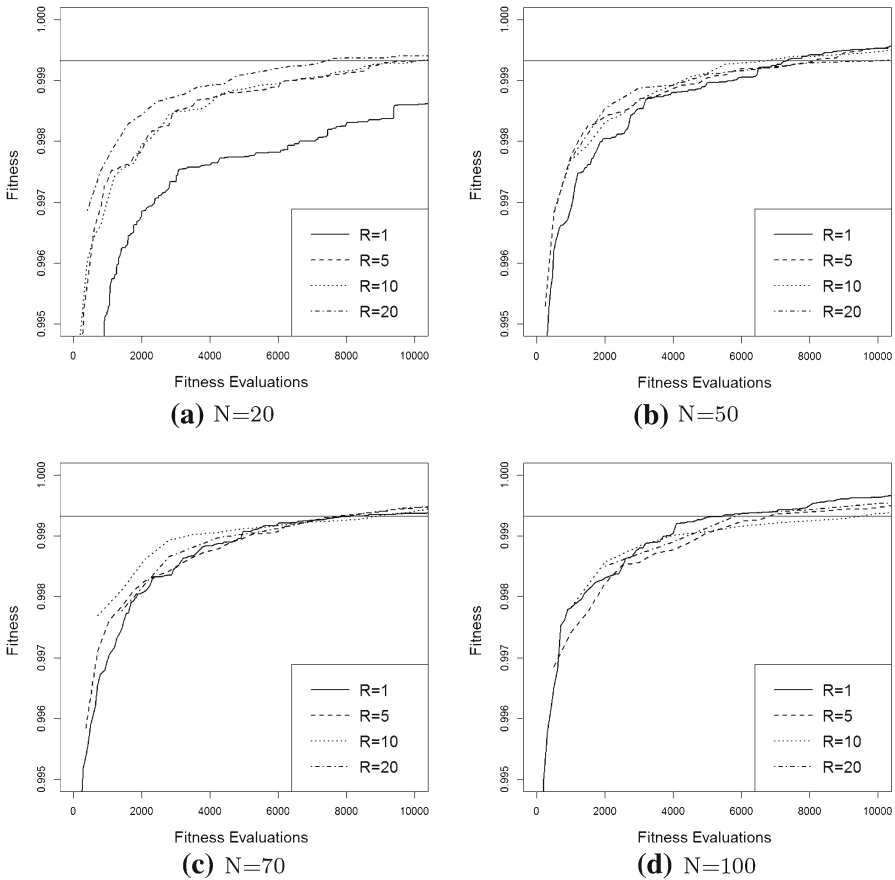 1.000
0.999
0.998
0.997
0.996
0.995
Fitness
R=1
R=5
R=10
R=20
0 2000 4000 6000 8000 10000
Fitness Evaluations
(a) N=20
1.000
0.999
0.998
0.997
0.996
0.995
Fitness
R=1
R=5
R=10
R=20
0 2000 4000 6000 8000 10000
Fitness Evaluations
(b) N=50
1.000
0.999
0.998
0.997
0.996
0.995
Fitness
R=1
R=5
R=10
R=20
0 2000 4000 6000 8000 10000
Fitness Evaluations
(c) N=70
1.000
0.999
0.998
0.997
0.996
0.995
Fitness
R=1
R=5
R=10
R=20
0 2000 4000 6000 8000 10000
Fitness Evaluations
(d) N=100